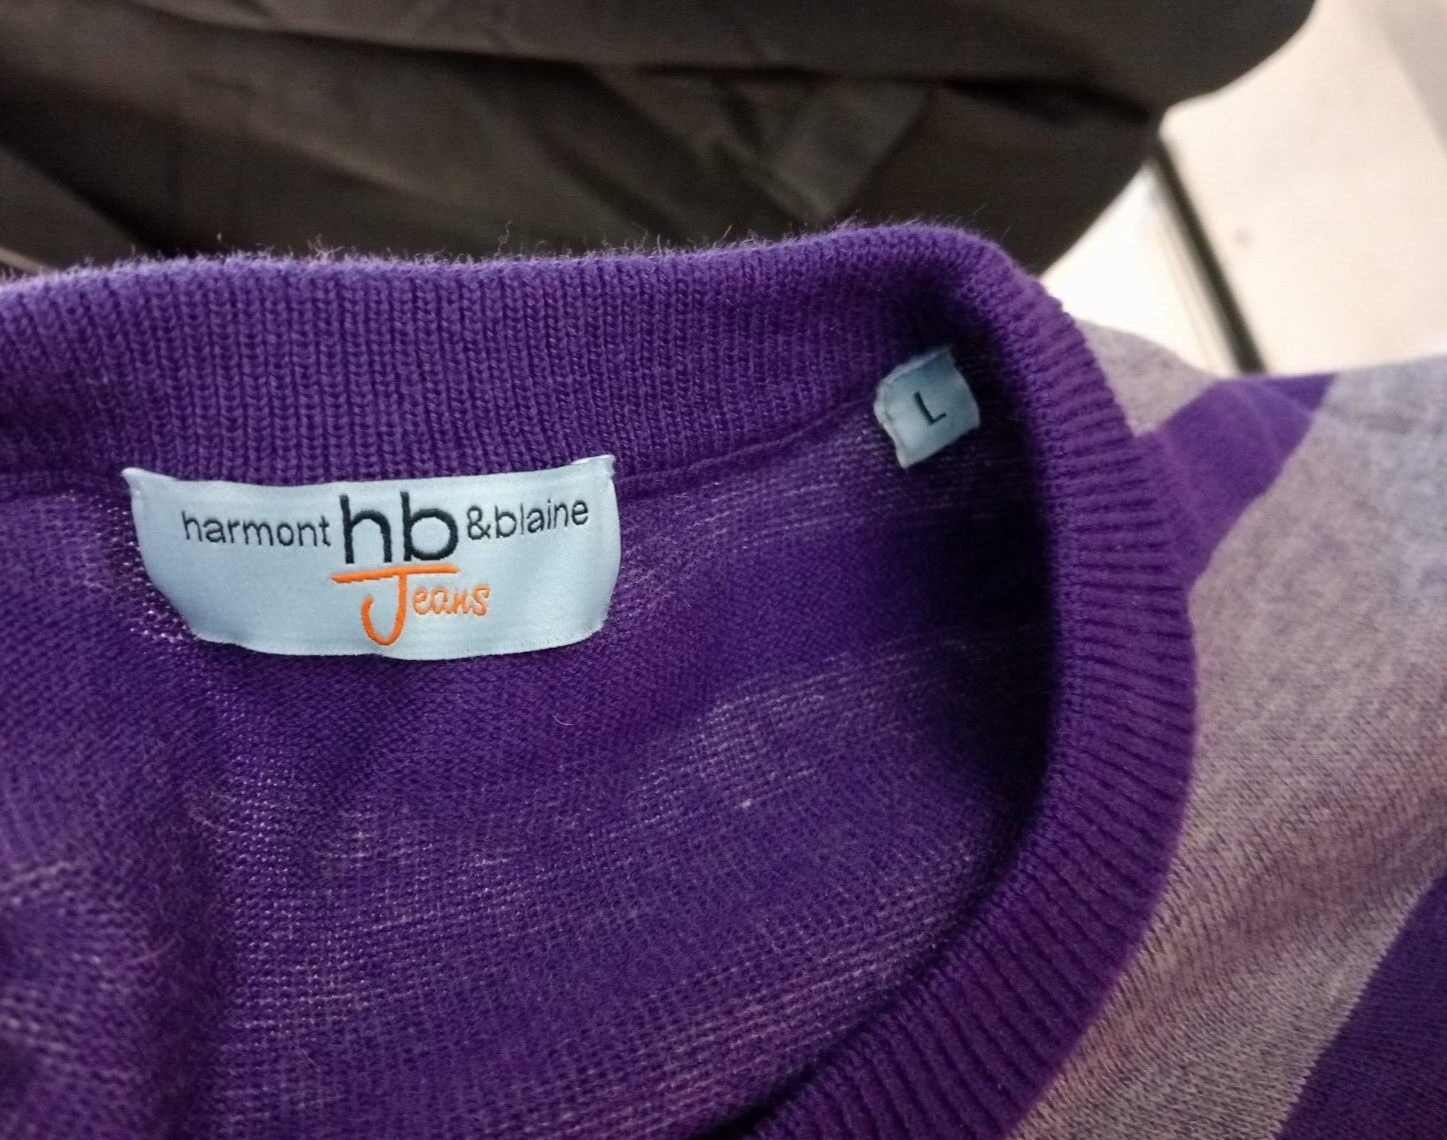 harmont hb &blaine
Jeans
L